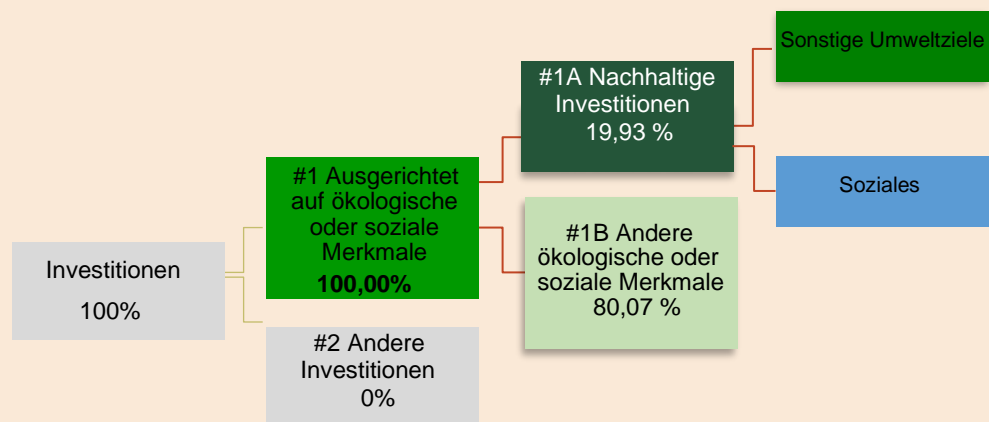 Investitionen
100%
#1 Ausgerichtet
auf ökologische
oder soziale
Merkmale
100,00%
#2 Andere
Investitionen
0%
#1A Nachhaltige
Investitionen
19,93 %
#1B Andere
ökologische oder
soziale Merkmale
80,07 %
Sonstige Umweltziele
Soziales